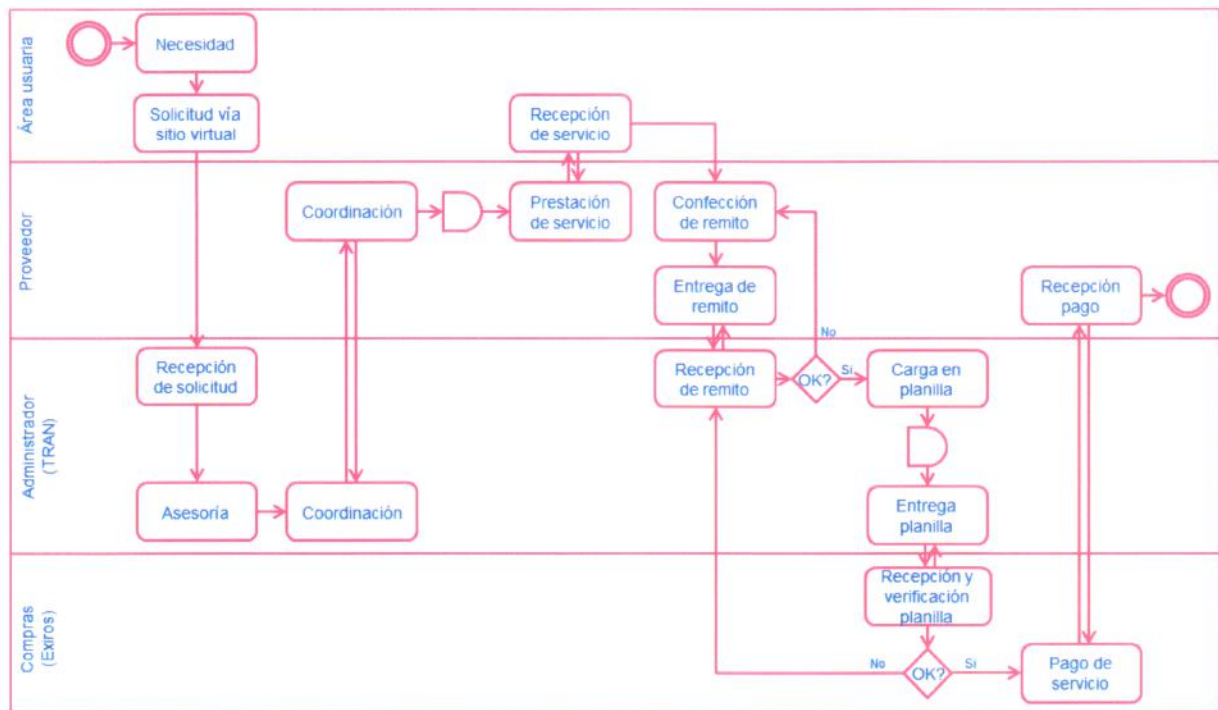 Área usuaria
Necesidad
Solicitud vía
sitio virtual
Recepción
de servicio
Proveedor
Coordinación
Prestación
de servicio
Confección
de remito
Entrega de
remito
Recepción
pago
No
Administrador
(TRAN)
Recepción
de solicitud
Recepción
de remito
OK?
Si
Carga en
planilla
Asesoría
Coordinación
Entrega
planilla
Compras
(Exiros)
Recepción y
verificación
planilla
No
OK?
Si
Pago de
servicio